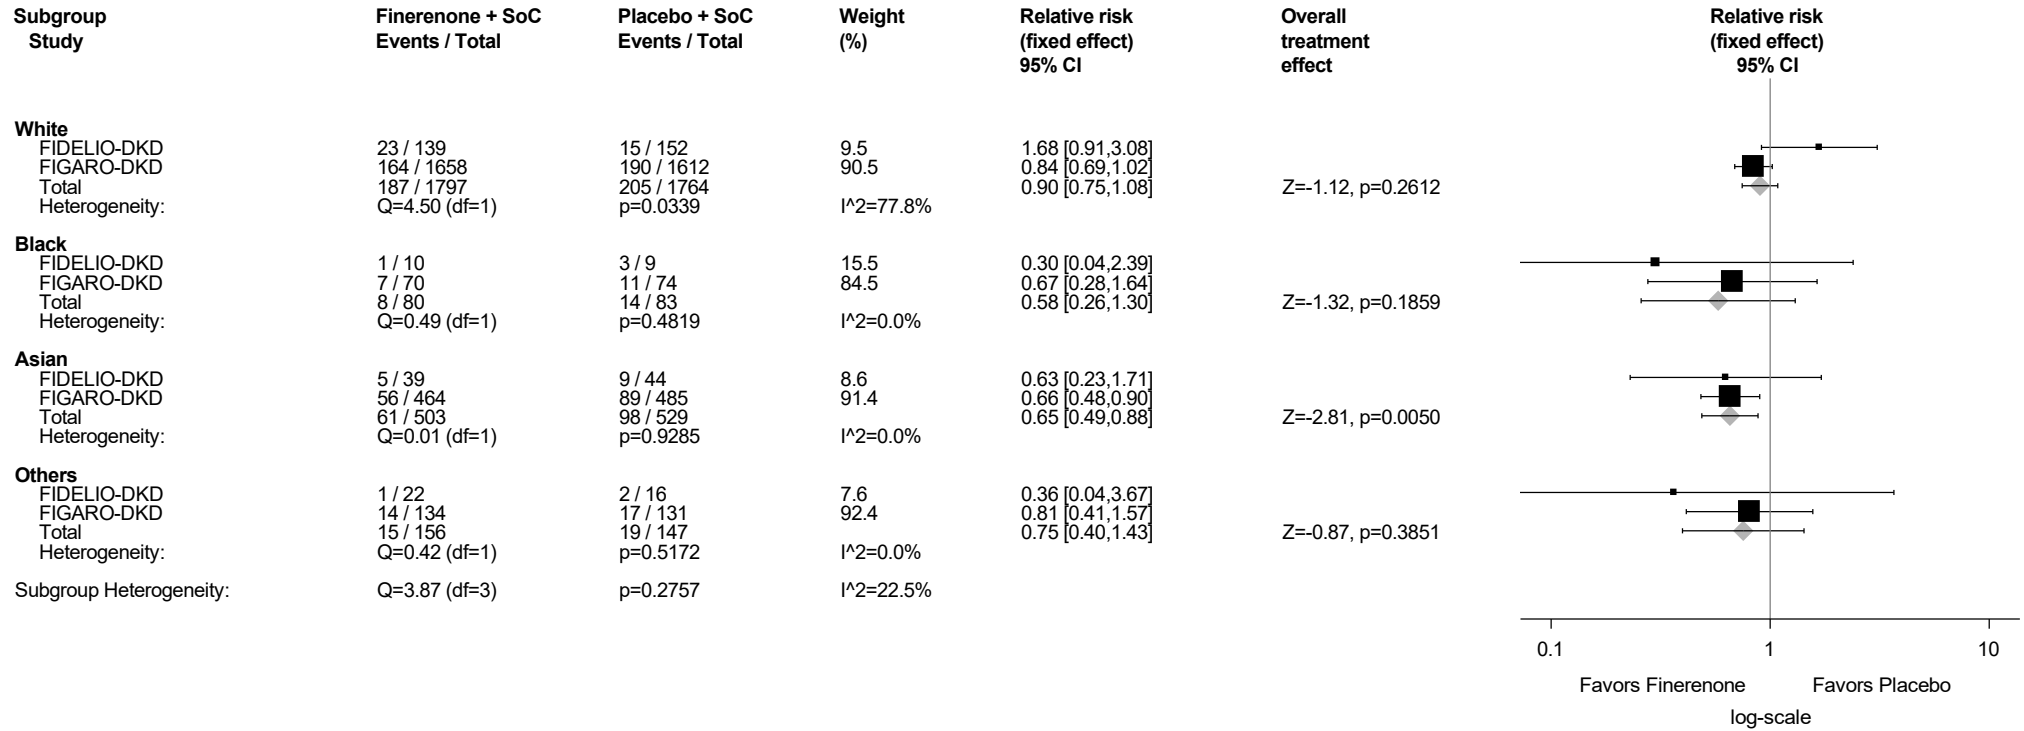 Subgroup Finerenone + SoC Placebo + SoC Weight Relative risk Overall Relative risk
Study Events / Total Events / Total (%) (fixed effect) treatment (fixed effect)
95% CI effect 95% CI
White
FIDELIO-DKD 23 / 139 15 / 152 9.5 1.68 [0.91,3.08]
FIGARO-DKD 164 / 1658 190 / 1612 90.5 0.84 [0.69,1.02]
Total 187 / 1797 205 / 1764 0.90 [0.75,1.08] Z=-1.12, p=0.2612
Heterogeneity: Q=4.50 (df=1) p=0.0339 I^2=77.8%
Black
FIDELIO-DKD 1 / 10 3 / 9 15.5 0.30 [0.04,2.39]
FIGARO-DKD 7 / 70 11 / 74 84.5 0.67 [0.28,1.64]
Total 8 / 80 14 / 83 0.58 [0.26,1.30] Z=-1.32, p=0.1859
Heterogeneity: Q=0.49 (df=1) p=0.4819 I^2=0.0%
Asian
FIDELIO-DKD 5 / 39 9 / 44 8.6 0.63 [0.23,1.71]
FIGARO-DKD 56 / 464 89 / 485 91.4 0.66 [0.48,0.90]
Total 61 / 503 98 / 529 0.65 [0.49,0.88] Z=-2.81, p=0.0050
Heterogeneity: Q=0.01 (df=1) p=0.9285 I^2=0.0%
Others
FIDELIO-DKD 1 / 22 2 / 16 7.6 0.36 [0.04,3.67]
FIGARO-DKD 14 / 134 17 / 131 92.4 0.81 [0.41,1.57]
Total 15 / 156 19 / 147 0.75 [0.40,1.43] Z=-0.87, p=0.3851
Heterogeneity: Q=0.42 (df=1) p=0.5172 I^2=0.0%
Subgroup Heterogeneity: Q=3.87 (df=3) p=0.2757 I^2=22.5%
0.1 1 10
Favors Finerenone Favors Placebo
log-scale